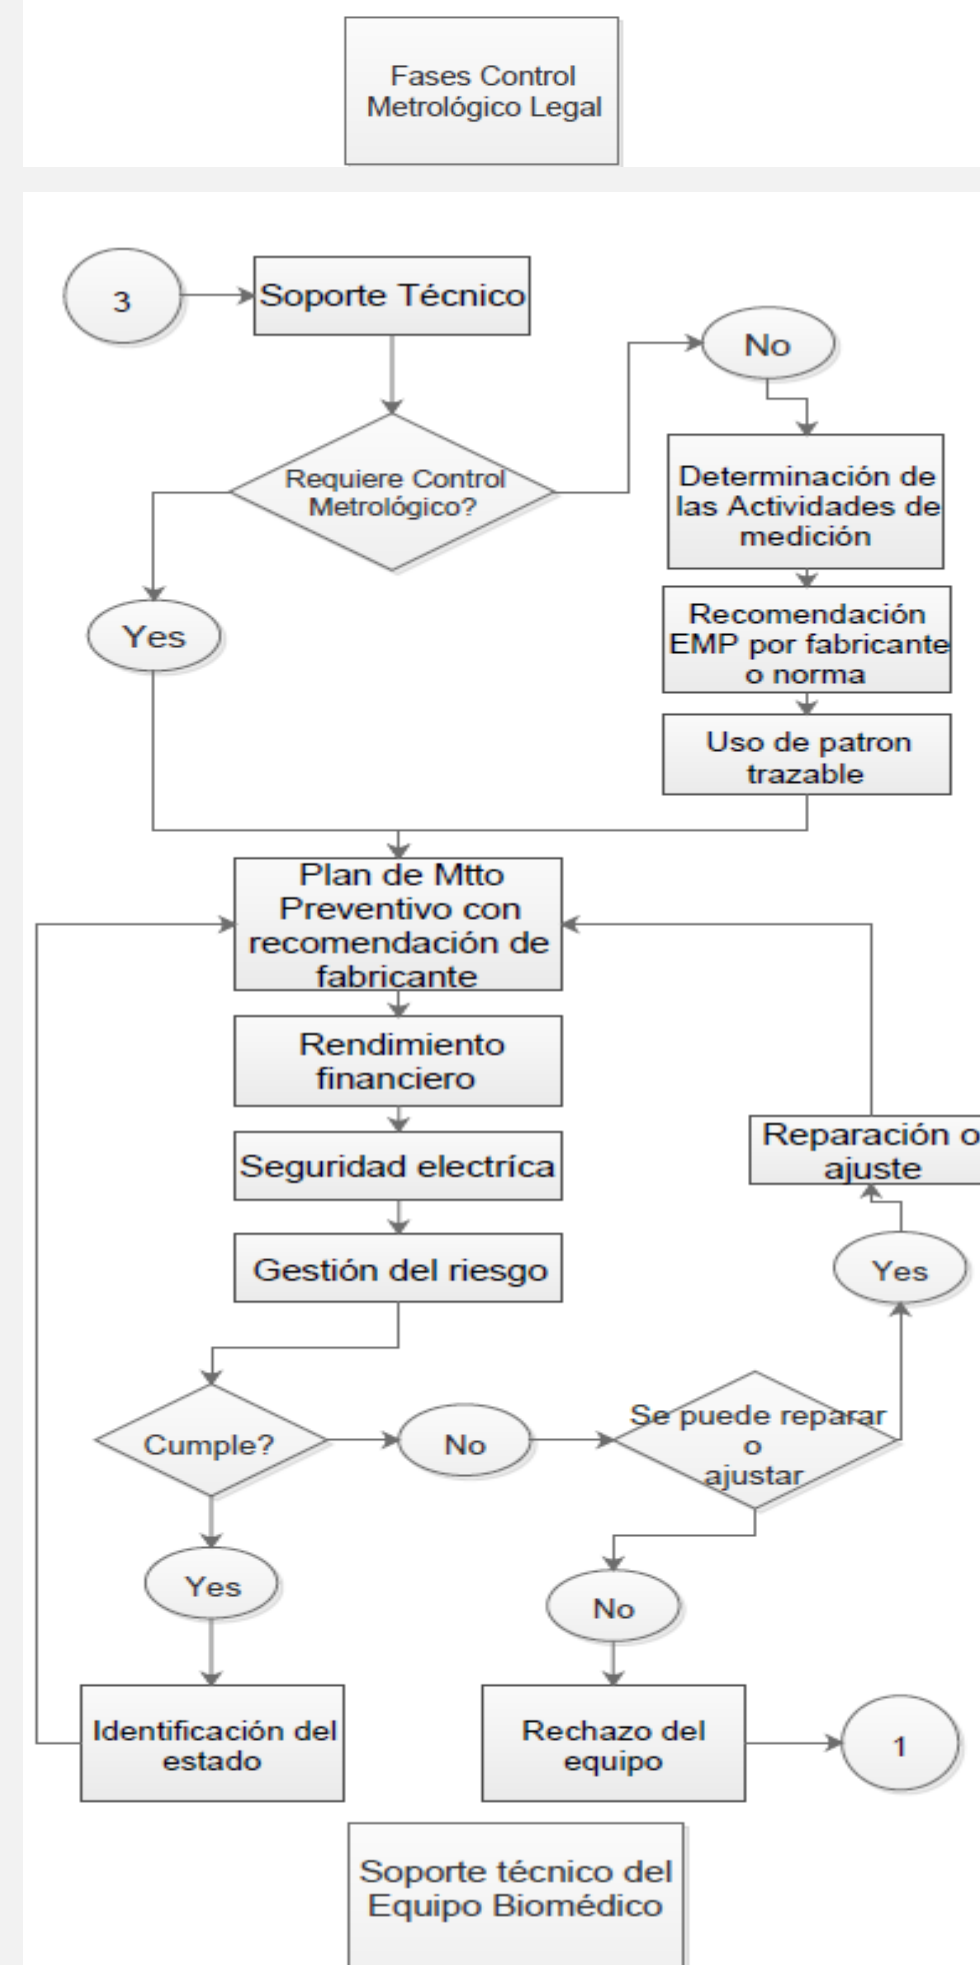 Fases Control
Metrológico Legal
3
Soporte Técnico
No
Requiere Control
Metrológico?
Determinación de
las Actividades de
medición
Yes
Recomendación
EMP por fabricante
o norma
Uso de patron
trazable
Plan de Mtto
Preventivo con
recomendación de
fabricante
Rendimiento
financiero
Seguridad electríca
Reparación o
ajuste
Gestión del riesgo
Yes
Cumple?
No
Se puede reparar
o
ajustar
Yes
No
Identificación del
estado
Rechazo del
equipo
1
Soporte técnico del
Equipo Biomédico